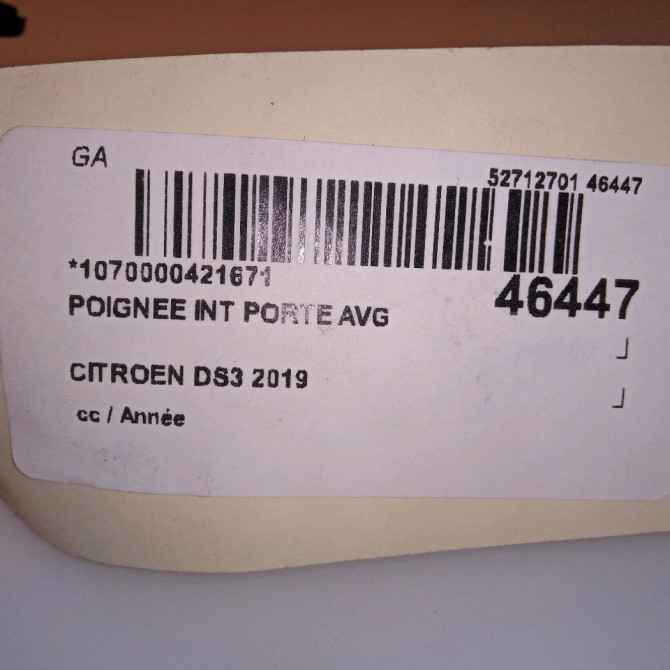 GA
52712701 46447
*1070000421671
46447
POIGNEE INT PORTE AVG
CITROEN DS3 2019
cc / Année